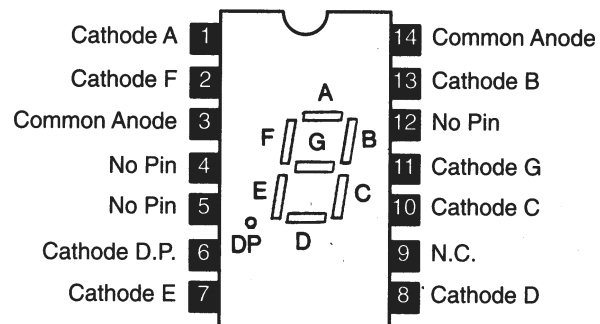 Cathode A 1
Cathode F 2
Common Anode 3
No Pin 4
No Pin 5
Cathode D.P. 6
Cathode E 7
14 Common Anode
13 Cathode B
12 No Pin
11 Cathode G
10 Cathode C
9 N.C.
8 Cathode D
A
F G B
E C
DP D